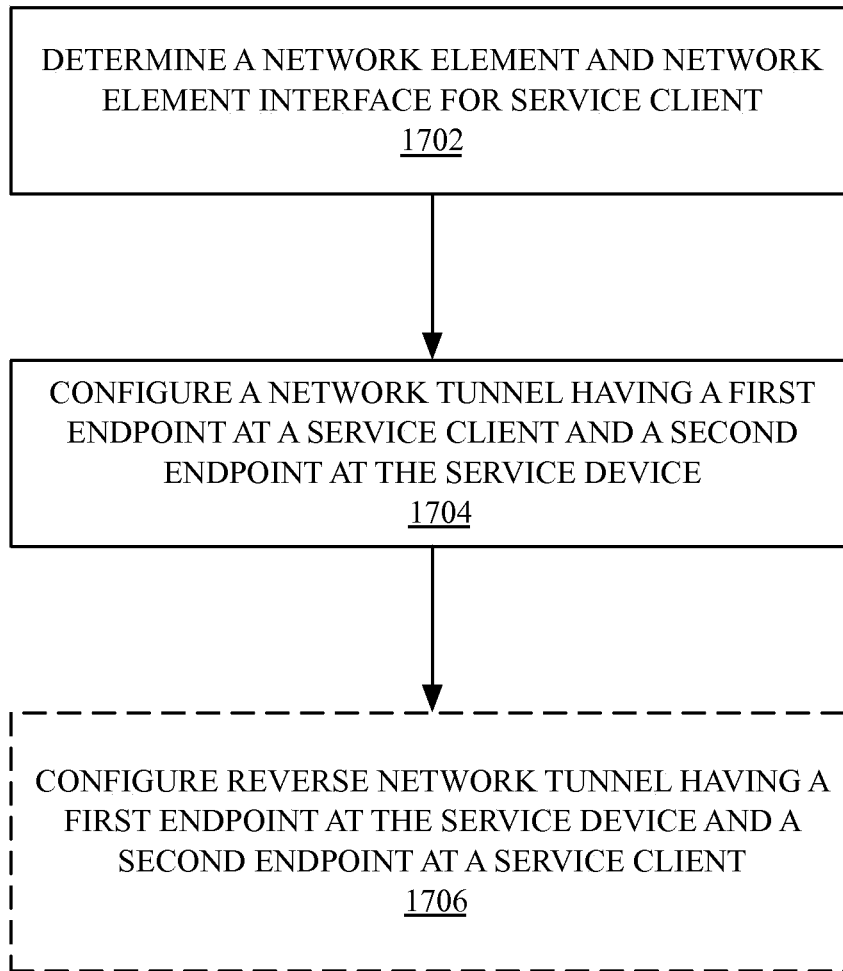 DETERMINE A NETWORK ELEMENT AND NETWORK
ELEMENT INTERFACE FOR SERVICE CLIENT
1702
CONFIGURE A NETWORK TUNNEL HAVING A FIRST
ENDPOINT AT A SERVICE CLIENT AND A SECOND
ENDPOINT AT THE SERVICE DEVICE
1704
CONFIGURE REVERSE NETWORK TUNNEL HAVING A
FIRST ENDPOINT AT THE SERVICE DEVICE AND A
SECOND ENDPOINT AT A SERVICE CLIENT
1706